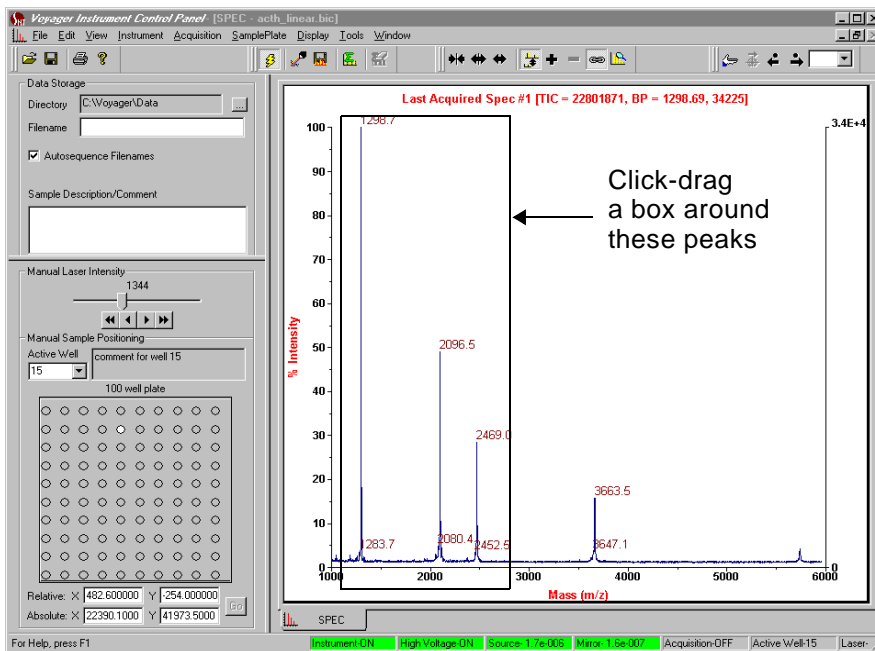 Voyager Instrument Control Panel - [SPEC - acth_linear.bic]
File Edit View Instrument Acquisition SamplePlate Display Tools Window
Data Storage
Directory C:\Voyager\Data ...
Filename
Autosequence Filenames
Sample Description/Comment
Manual Laser Intensity
1344
Manual Sample Positioning
Active Well
15
comment for well 15
100 well plate
Relative: X 482.600000 Y -254.000000
Absolute: X 22390.1000 Y 41973.5000
Go
Last Acquired Spec #1 [TIC = 22801871, BP = 1298.69, 34225]
3.4E+4
100
90
80
70
60
50
40
30
20
10
0
% Intensity
1298.7
2096.5
2469.0
3663.5
1283.7
2080.4
2452.5
3647.1
0
Click-drag
a box around
these peaks
1000 2000 3000 4000 5000 6000
Mass (m/z)
SPEC
For Help, press F1
Instrument-ON High Voltage-ON Source- 1.7e-006 Mirror- 1.6e-007 Acquisition-OFF Active Well-15 Laser-